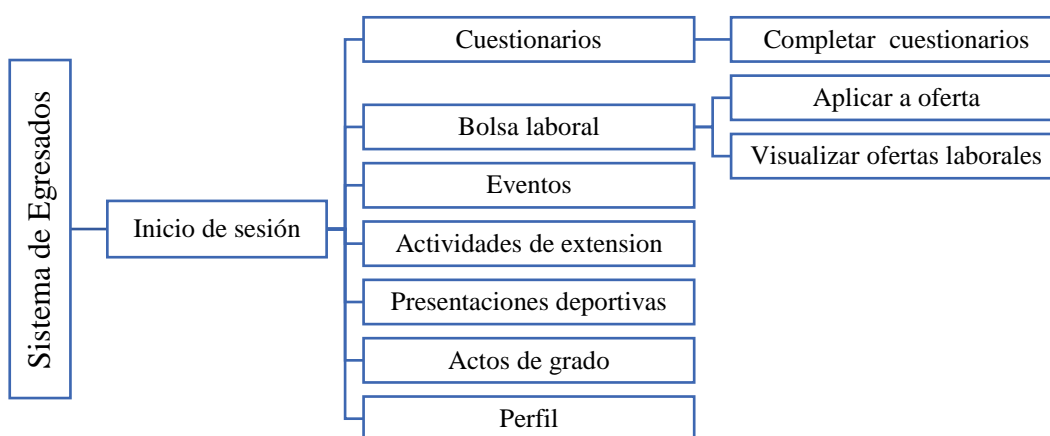 Sistema de Egresados
Inicio de sesión
Cuestionarios
Completar cuestionarios
Bolsa laboral
Aplicar a oferta
Visualizar ofertas laborales
Eventos
Actividades de extension
Presentaciones deportivas
Actos de grado
Perfil